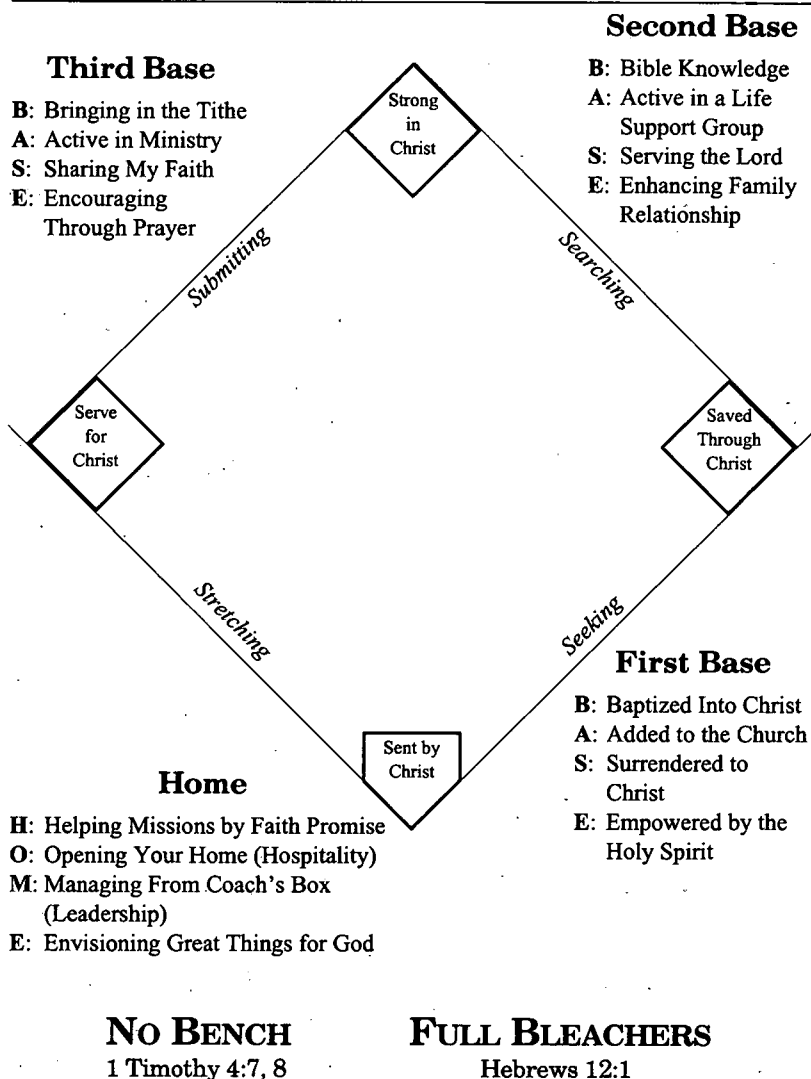 Second Base
B: Bible Knowledge
A: Active in a Life
Support Group
S: Serving the Lord
E: Enhancing Family
Relationship
Third Base
B: Bringing in the Tithe
A: Active in Ministry
S: Sharing My Faith
E: Encouraging
Through Prayer
Strong
in
Christ
Submitting
Searching
Serve
for
Christ
Saved
Through
Christ
Stretching
Seeking
First Base
B: Baptized Into Christ
A: Added to the Church
S: Surrendered to
Christ
E: Empowered by the
Holy Spirit
Sent by
Christ
Home
H: Helping Missions by Faith Promise
O: Opening Your Home (Hospitality)
M: Managing From Coach's Box
(Leadership)
E: Envisioning Great Things for God
NO BENCH
1 Timothy 4:7, 8
FULL BLEACHERS
Hebrews 12:1